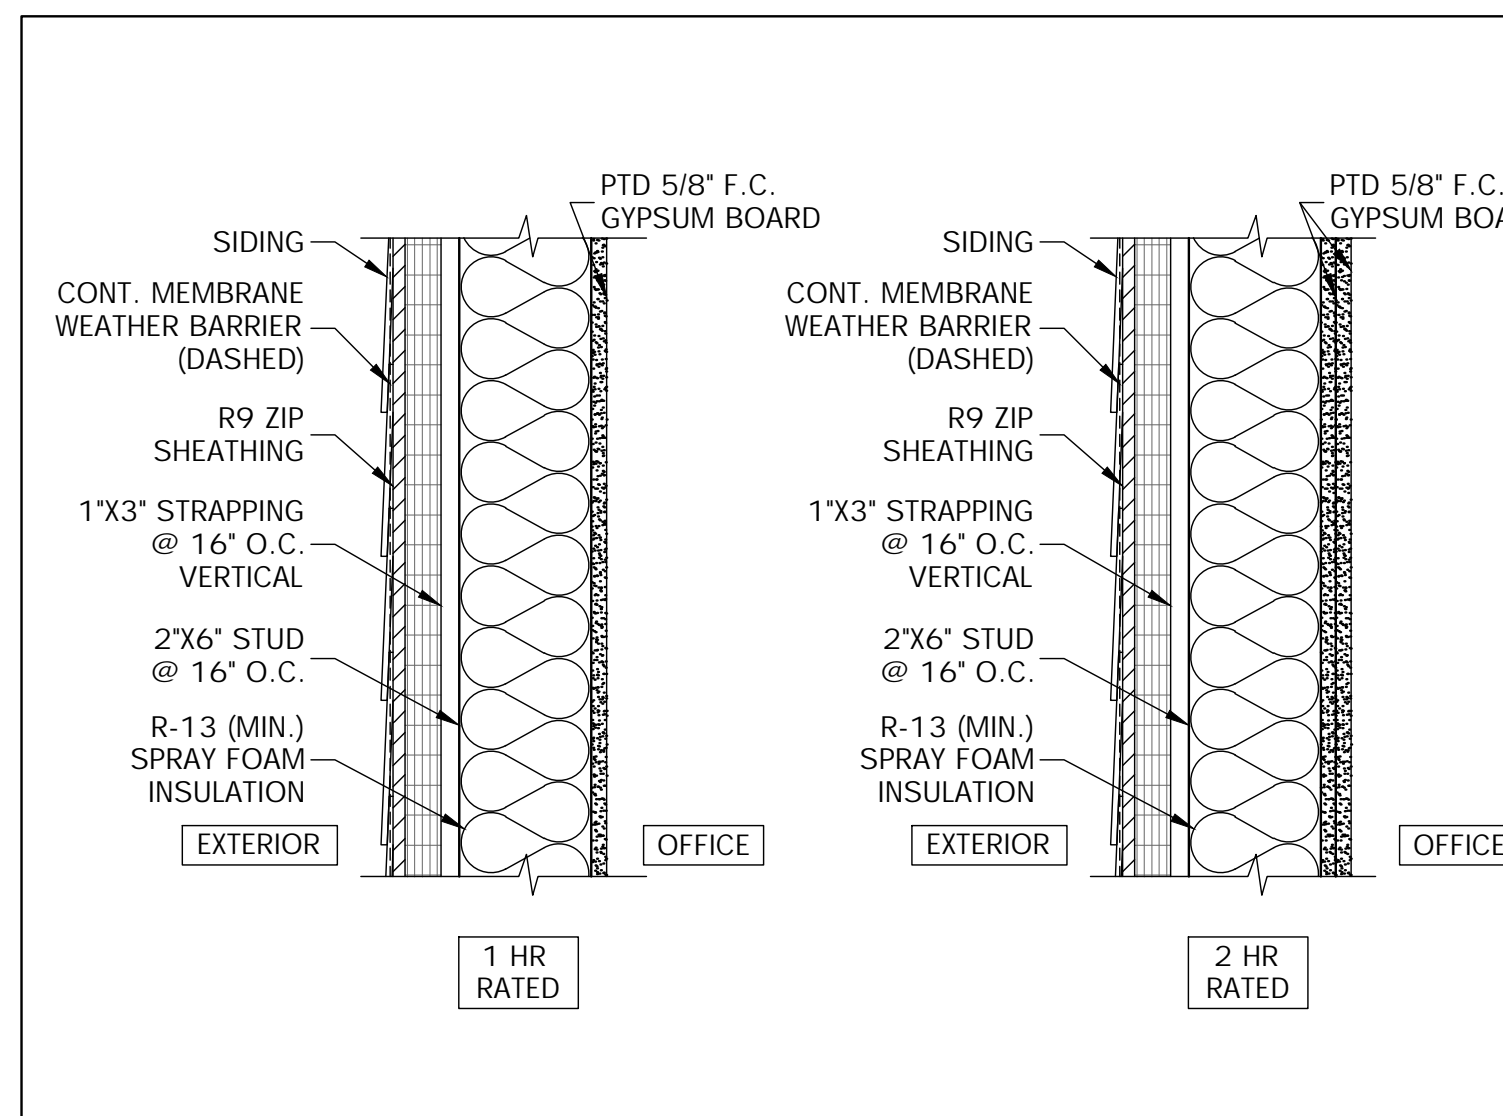 PTD 5/8" F.C.
GYPSUM BOARD
SIDING
CONT. MEMBRANE
WEATHER BARRIER
(DASHED)
R9 ZIP
SHEATHING
1"X3" STRAPPING
@ 16" O.C.
VERTICAL
2"X6" STUD
@ 16" O.C.
R-13 (MIN.)
SPRAY FOAM
INSULATION
EXTERIOR
OFFICE
1 HR
RATED
PTD 5/8" F.C.
GYPSUM
SIDING
CONT. MEMBRANE
WEATHER BARRIER
(DASHED)
R9 ZIP
SHEATHING
1"X3" STRAPPING
@ 16" O.C.
VERTICAL
2"X6" STUD
@ 16" O.C.
R-13 (MIN.)
SPRAY FOAM
INSULATION
EXTERIOR
OFFICE
2 HR
RATED